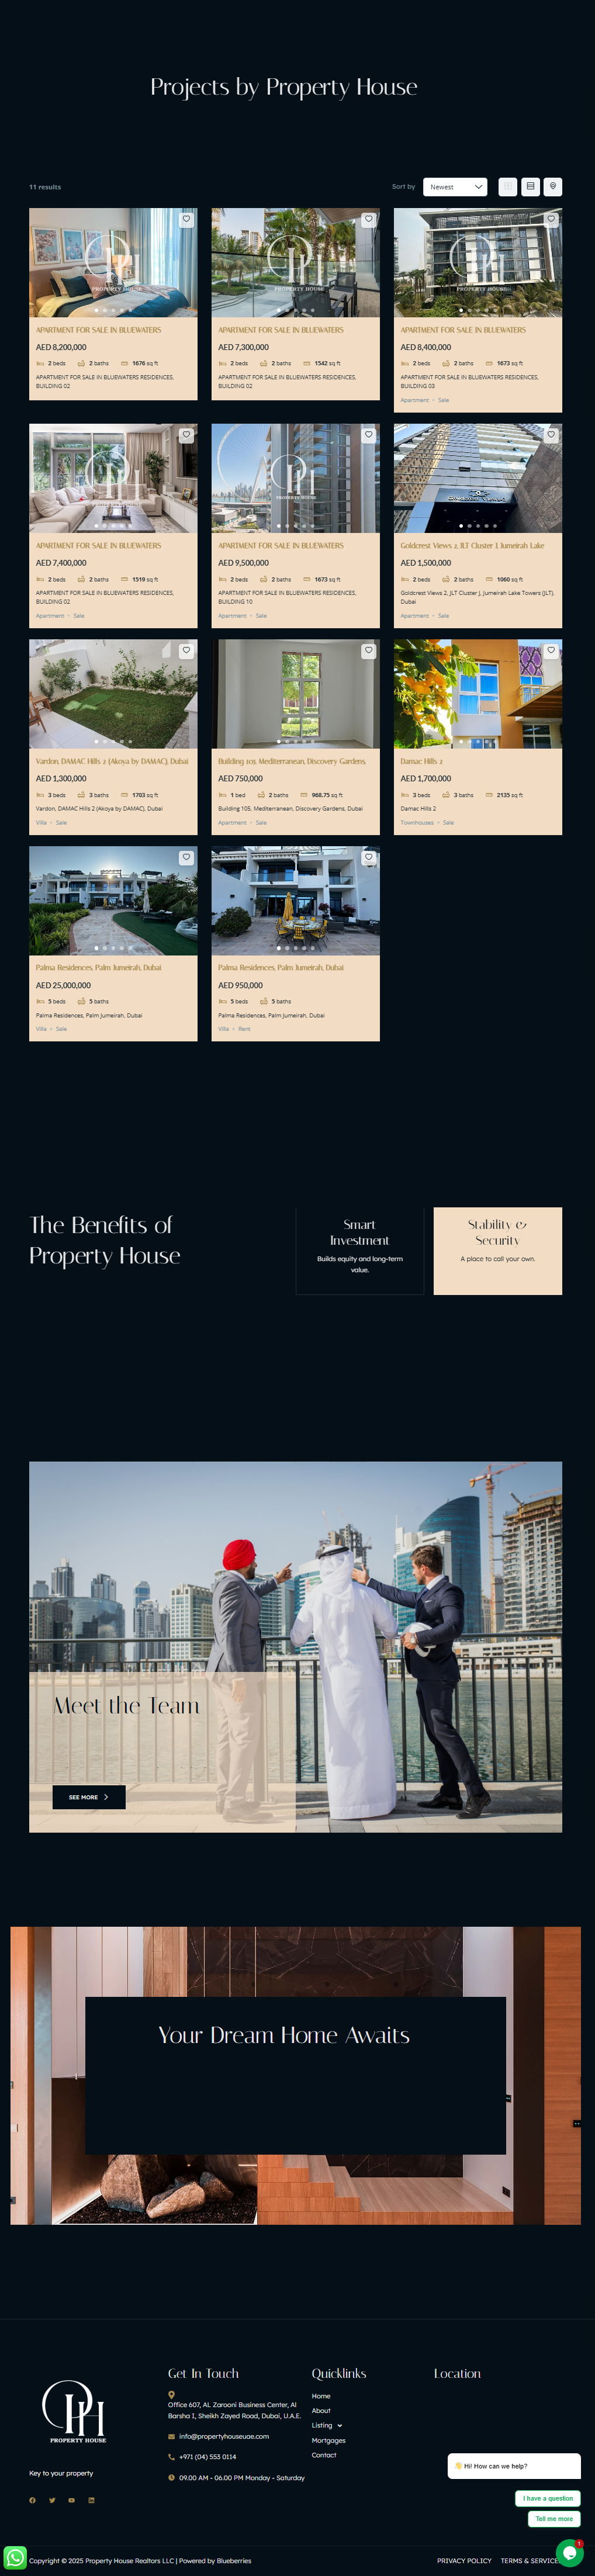 Projects by Property House
11 results
Sort by
Newest
PROPERTY HOUSE
PROPERTY HOUSE
PROPERTY HOUSE
APARTMENT FOR SALE IN BLUEWATERS
AED 8,200,000
2 beds 2 baths 1676 sq ft
APARTMENT FOR SALE IN BLUEWATERS RESIDENCES,
BUILDING 02
APARTMENT FOR SALE IN BLUEWATERS
AED 7,300,000
2 beds 2 baths 1542 sq ft
APARTMENT FOR SALE IN BLUEWATERS RESIDENCES,
BUILDING 02
APARTMENT FOR SALE IN BLUEWATERS
AED 8,400,000
2 beds 2 baths 1673 sq ft
APARTMENT FOR SALE IN BLUEWATERS RESIDENCES,
BUILDING 03
Apartment • Sale
PROPERTY HOUSE
APARTMENT FOR SALE IN BLUEWATERS
AED 7,400,000
2 beds 2 baths 1519 sq ft
APARTMENT FOR SALE IN BLUEWATERS RESIDENCES,
BUILDING 02
Apartment • Sale
APARTMENT FOR SALE IN BLUEWATERS
AED 9,500,000
2 beds 2 baths 1673 sq ft
APARTMENT FOR SALE IN BLUEWATERS RESIDENCES,
BUILDING 10
Apartment • Sale
Goldcrest Views 2, JLT Cluster J, Jumeirah Lake
AED 1,500,000
2 beds 2 baths 1060 sq ft
Goldcrest Views 2, JLT Cluster J, Jumeirah Lake Towers (JLT),
Dubai
Apartment • Sale
Vardon, DAMAC Hills 2 (Akoya by DAMAC), Dubai
AED 1,300,000
3 beds 3 baths 1703 sq ft
Vardon, DAMAC Hills 2 (Akoya by DAMAC), Dubai
Villa • Sale
Building 105, Mediterranean, Discovery Gardens,
AED 750,000
1 bed 2 baths 968.75 sq ft
Building 105, Mediterranean, Discovery Gardens, Dubai
Apartment • Sale
Damac Hills 2
AED 1,700,000
3 beds 3 baths 2135 sq ft
Damac Hills 2
Townhouses • Sale
Palma Residences, Palm Jumeirah, Dubai
AED 25,000,000
5 beds 5 baths
Palma Residences, Palm Jumeirah, Dubai
Villa • Sale
Palma Residences, Palm Jumeirah, Dubai
AED 950,000
5 beds 5 baths
Palma Residences, Palm Jumeirah, Dubai
Villa • Rent
The Benefits of
Property House
Smart
Investment
Builds equity and long-term
value.
Stability &
Security
A place to call your own.
Meet the Team
SEE MORE
Your Dream Home Awaits
PROPERTY HOUSE
Key to your property
Get In Touch
Office 607, AL Zarooni Business Center, Al
Barsha 1, Sheikh Zayed Road, Dubai, U.A.E.
info@propertyhouseuae.com
+971 (04) 553 0114
09.00 AM - 06.00 PM Monday - Saturday
Quicklinks
Home
About
Listing
Mortgages
Contact
Location
👋 Hi! How can we help?
I have a question
Tell me more
1
Copyright © 2025 Property House Realtors LLC | Powered by Blueberries
PRIVACY POLICY TERMS & SERVICE